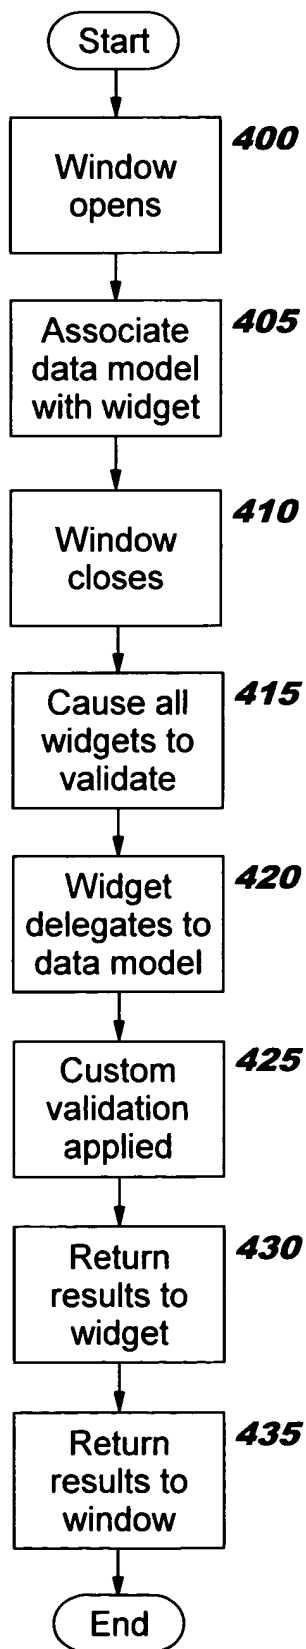 Start
400
Window
opens
405
Associate
data model
with widget
410
Window
closes
415
Cause all
widgets to
validate
420
Widget
delegates to
data model
425
Custom
validation
applied
430
Return
results to
widget
435
Return
results to
window
End